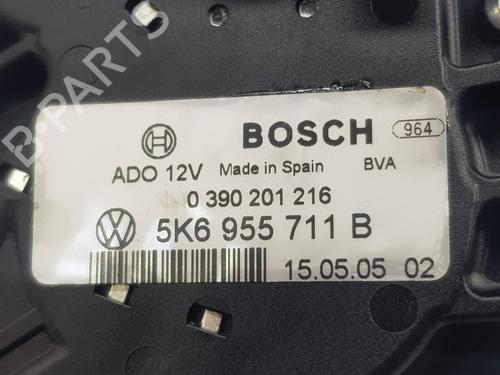 BOSCH 964
ADO 12V Made in Spain BVA
0 390 201 216
5K6 955 711 B
15.05.05 02
B-PARTS